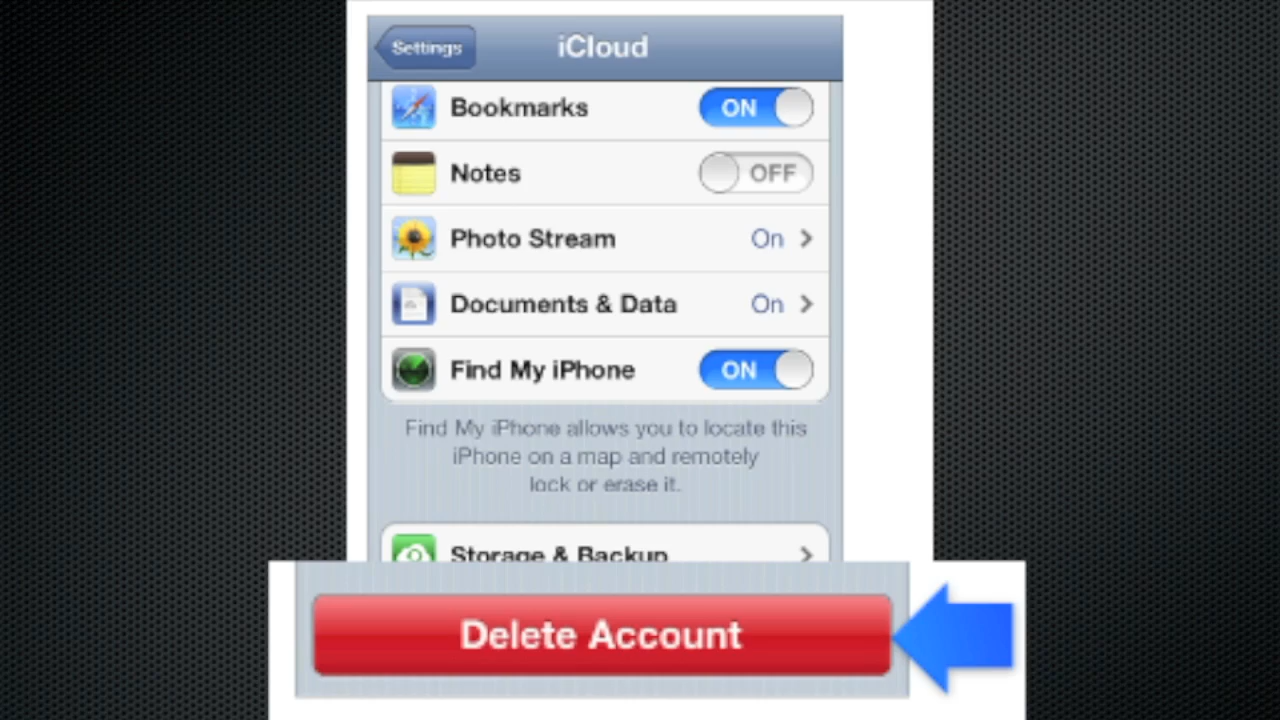 Settings
iCloud
Bookmarks ON
Notes OFF
Photo Stream On
Documents & Data On
Find My iPhone ON
Find My iPhone allows you to locate this
iPhone on a map and remotely
lock or erase it.
Storage & Backup
Delete Account